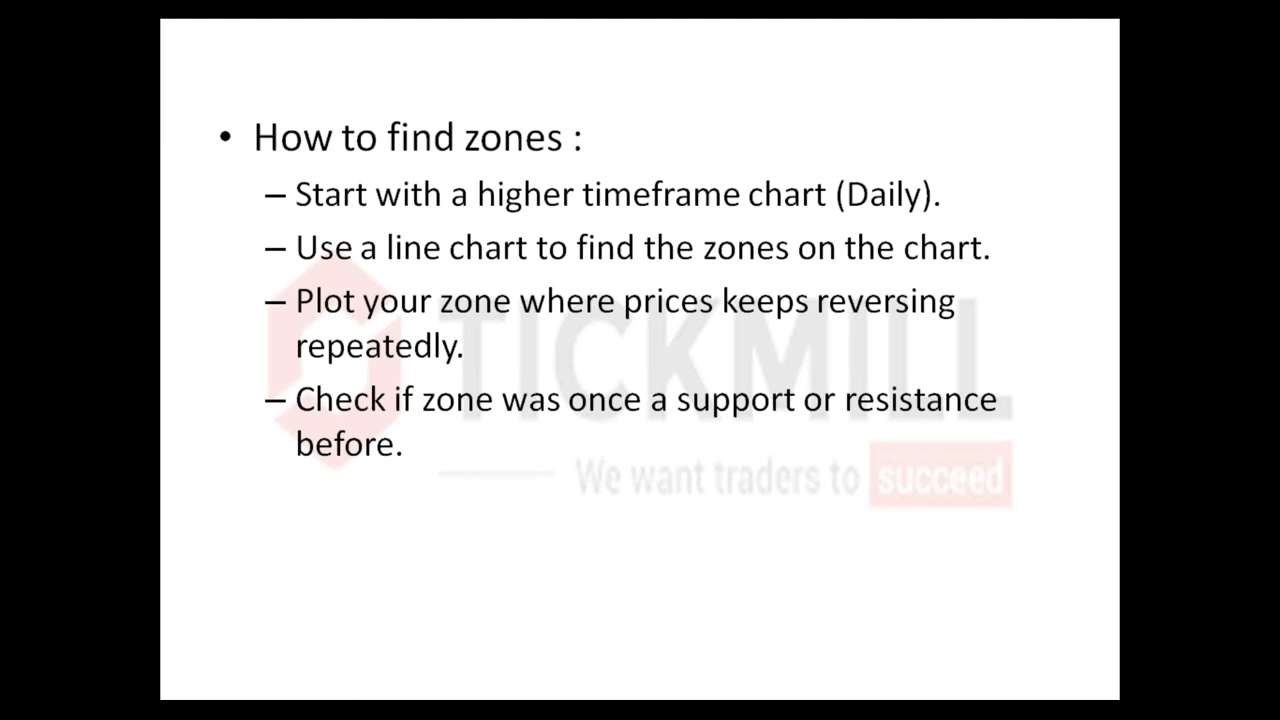 • How to find zones :
– Start with a higher timeframe chart (Daily).
– Use a line chart to find the zones on the chart.
– Plot your zone where prices keeps reversing
repeatedly.
– Check if zone was once a support or resistance
before.
TICKMILL
We want traders to succeed